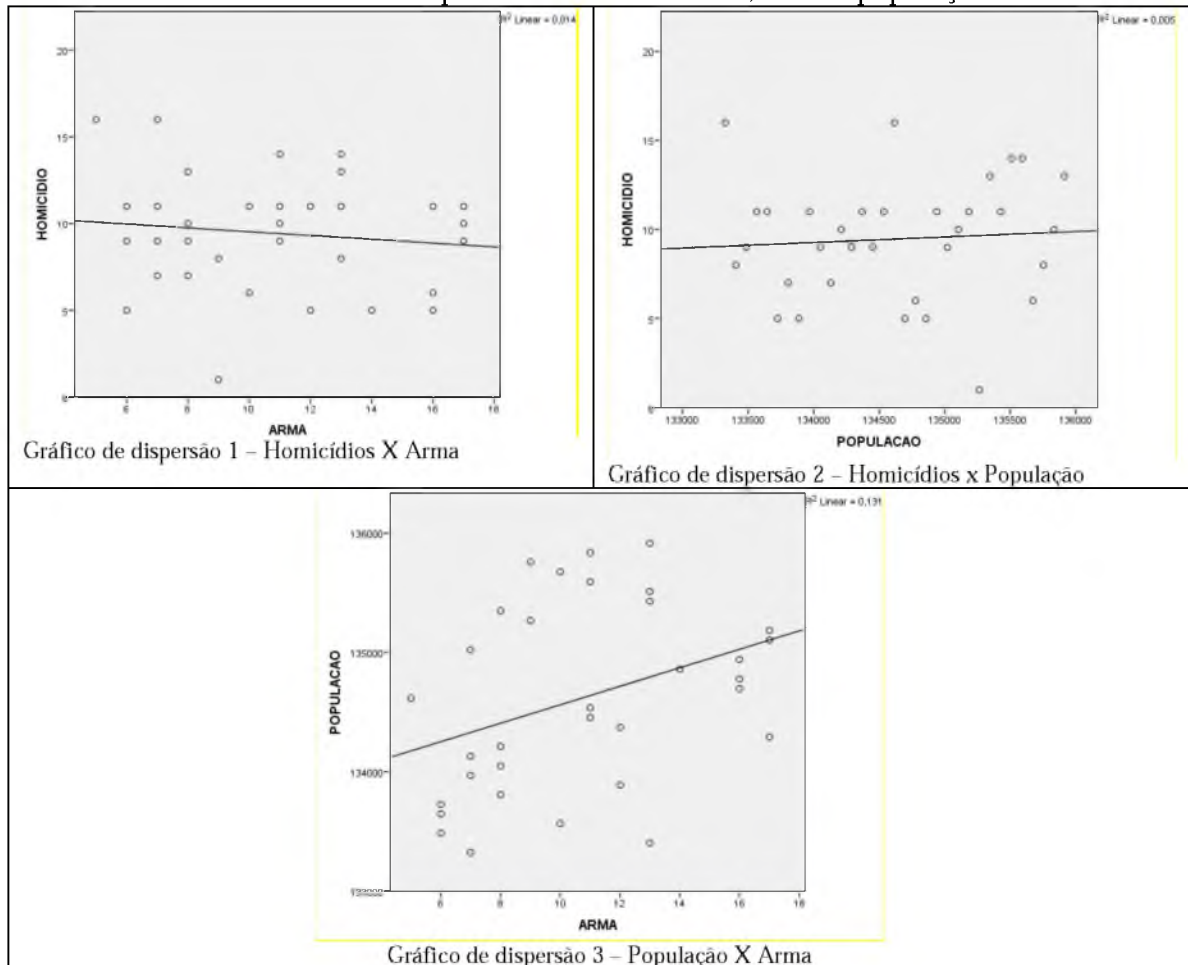 R² Linear = 0,014
20
15
10
5
0
HOMICIDIO
6 8 10 12 14 16 18
ARMA
Gráfico de dispersão 1 – Homicídios X Arma
R² Linear = 0,005
20
15
10
5
0
HOMICIDIO
133000 133500 134000 134500 135000 135500 136000
POPULACAO
Gráfico de dispersão 2 – Homicídios x População
R² Linear = 0,131
136000
135000
134000
133000
POPULACAO
6 8 10 12 14 16 18
ARMA
Gráfico de dispersão 3 – População X Arma